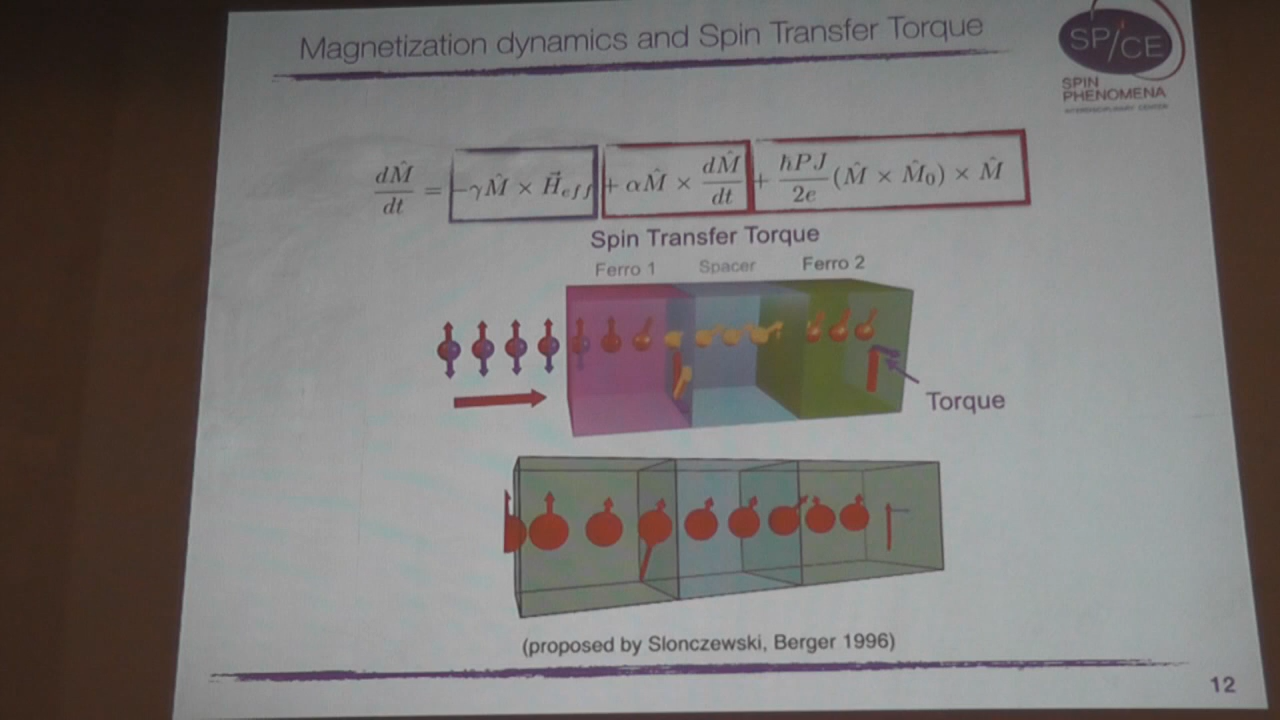 Magnetization dynamics and Spin Transfer Torque
SP/CE
SPIN
PHENOMENA
INTERDISCIPLINARY CENTER
dM̂/dt = -γM̂ × H⃗eff + αM̂ × dM̂/dt + ħPJ/2e (M̂ × M̂₀) × M̂
Spin Transfer Torque
Ferro 1 Spacer Ferro 2
Torque
(proposed by Slonczewski, Berger 1996)
12